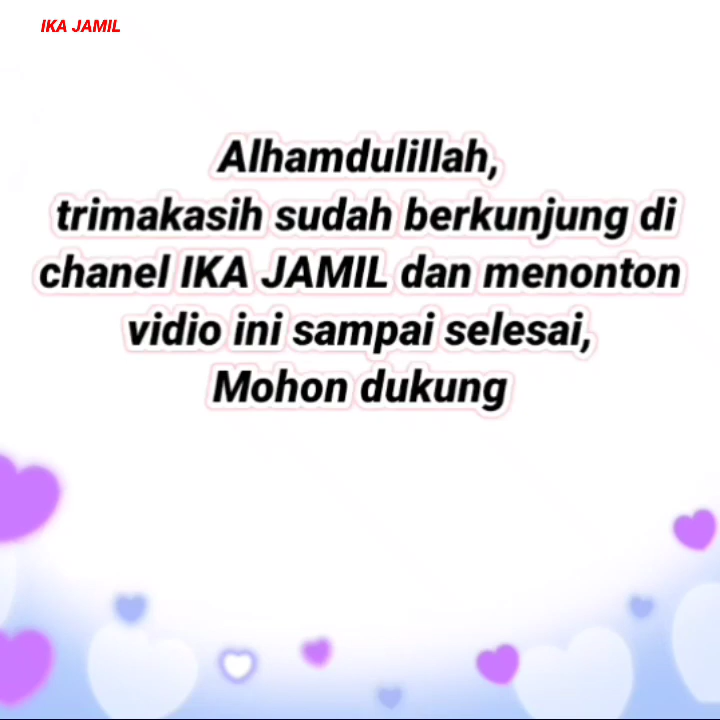 IKA JAMIL
Alhamdulillah,
trimakasih sudah berkunjung di
chanel IKA JAMIL dan menonton
vidio ini sampai selesai,
Mohon dukung